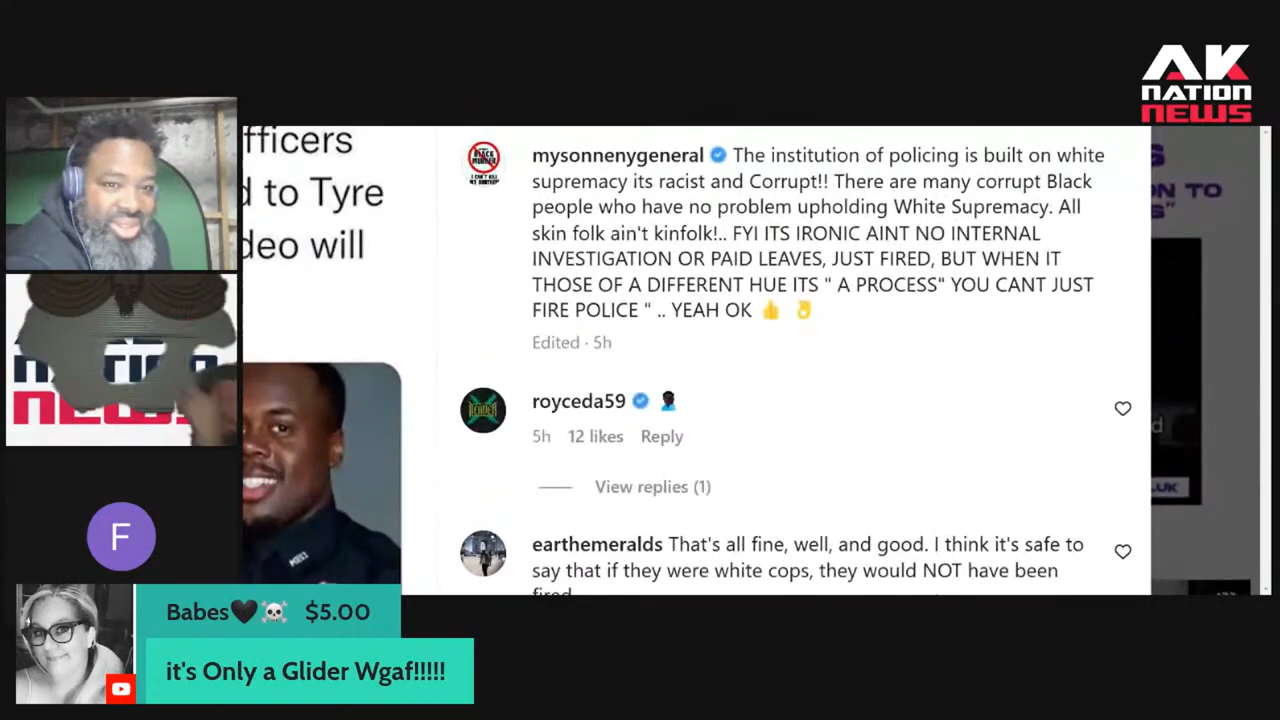 AK
NATION
NEWS
fficers
d to Tyre
deo will
mysonnenygeneral The institution of policing is built on white
supremacy its racist and Corrupt!! There are many corrupt Black
people who have no problem upholding White Supremacy. All
skin folk ain't kinfolk!.. FYI ITS IRONIC AINT NO INTERNAL
INVESTIGATION OR PAID LEAVES, JUST FIRED, BUT WHEN IT
THOSE OF A DIFFERENT HUE ITS " A PROCESS" YOU CANT JUST
FIRE POLICE " .. YEAH OK 👍 👌
Edited · 5h
royceda59 🤦🏿‍♂️
5h 12 likes Reply
View replies (1)
earthemeralds That's all fine, well, and good. I think it's safe to
say that if they were white cops, they would NOT have been
fired
ON TO
S"
d
.UK
NEWS
F
Babes🖤☠️ $5.00
it's Only a Glider Wgaf!!!!!